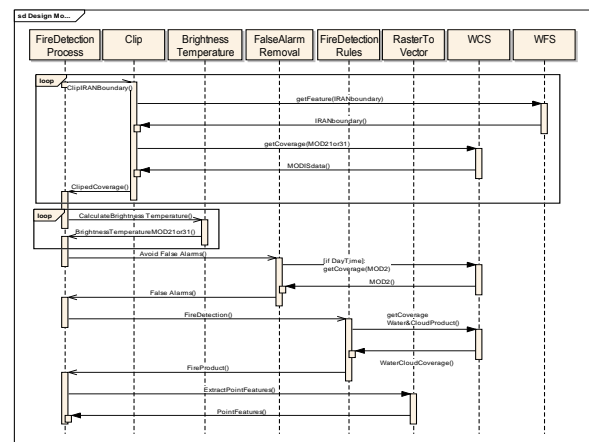 sd Design Mo...
FireDetection
Process
Clip
Brightness
Temperature
FalseAlarm
Removal
FireDetection
Rules
RasterTo
Vector
WCS
WFS
loop
ClipIRANBoundary()
getFeature(IRANboundary)
IRANboundary()
getCoverage(MOD21or31)
MODISdata()
ClipedCoverage()
loop
CalculateBrightness Temperature()
BrightnessTemperatureMOD21or31()
Avoid False Alarms()
[if DayTime]:
getCoverage(MOD2)
MOD2()
False Alarms()
FireDetection()
getCoverage
Water&CloudProduct()
WaterCloudCoverage()
FireProduct()
ExtractPointFeatures()
PointFeatures()